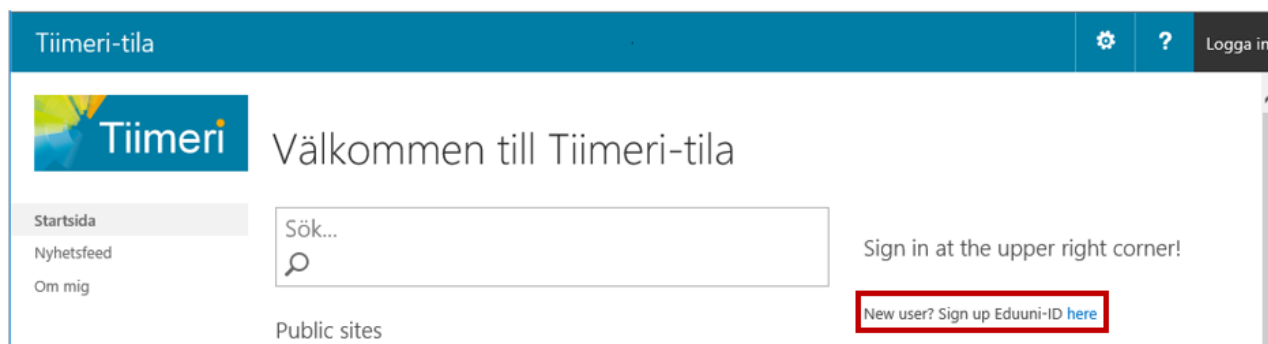 Tiimeri-tila
?
Logga in
Tiimeri
Välkommen till Tiimeri-tila
Startsida
Nyhetsfeed
Om mig
Sök...
Sign in at the upper right corner!
New user? Sign up Eduuni-ID here
Public sites